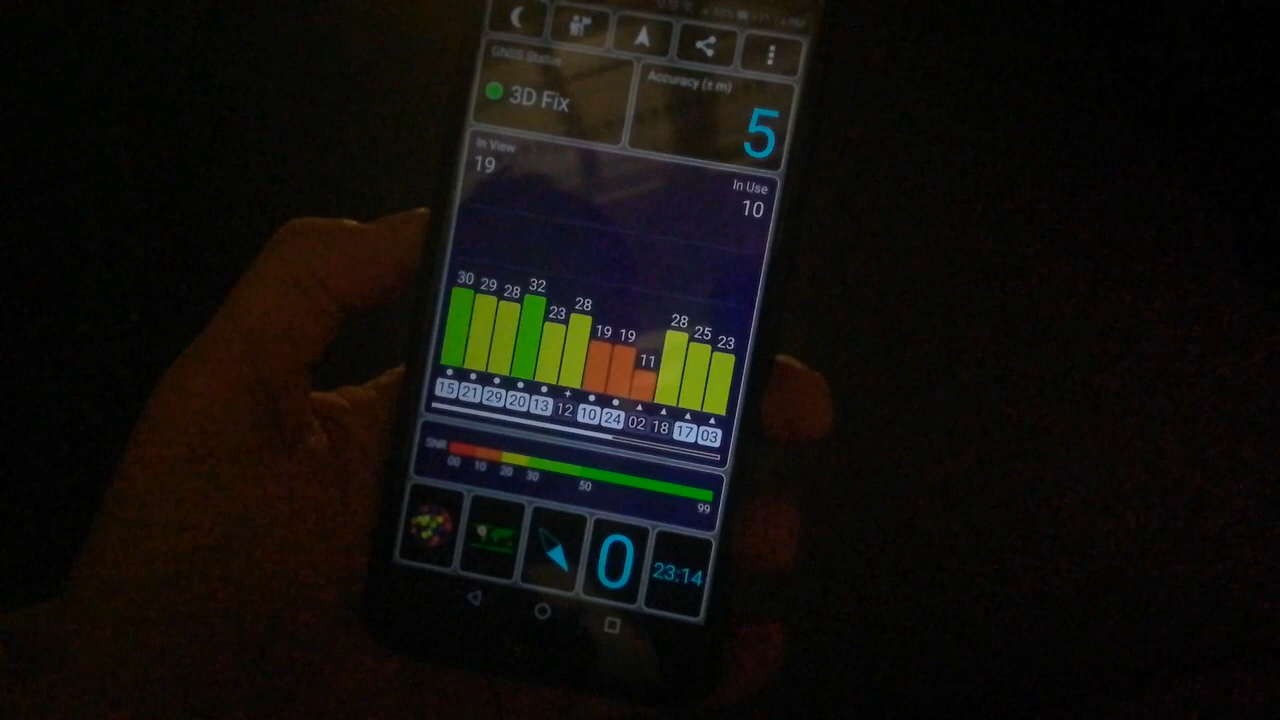 GNSS Status
3D Fix
Accuracy (± m)
5
In View
19
In Use
10
30 29 28 32 23 28 19 19 11 28 25 23
15 21 29 20 13 12 10 24 02 18 17 03
SNR
00 10 20 30 50 99
0
23:14